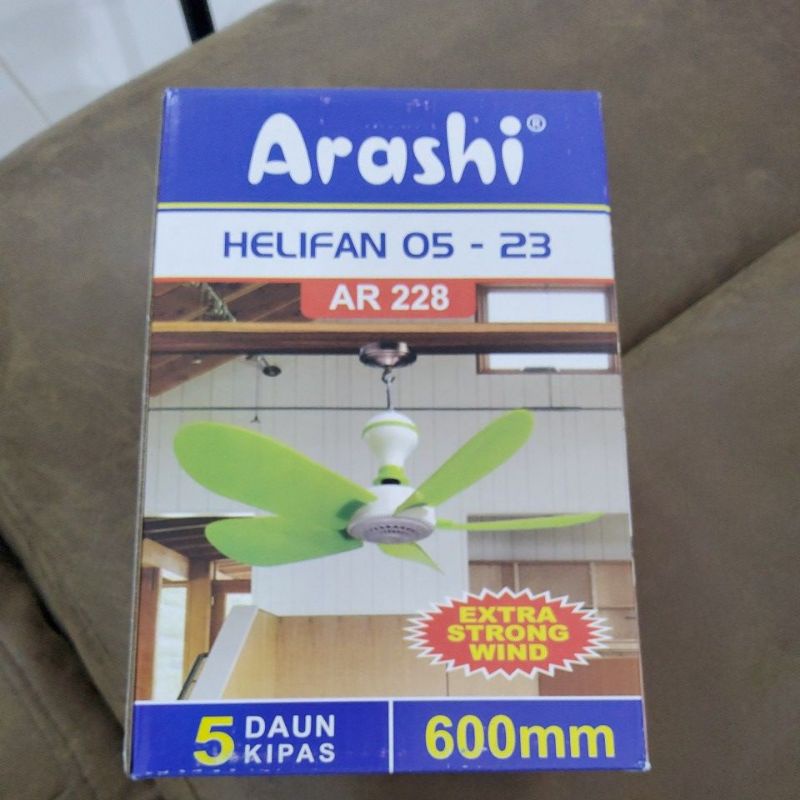 Arashi®
HELIFAN 05 - 23
AR 228
EXTRA
STRONG
WIND
5 DAUN
KIPAS
600mm